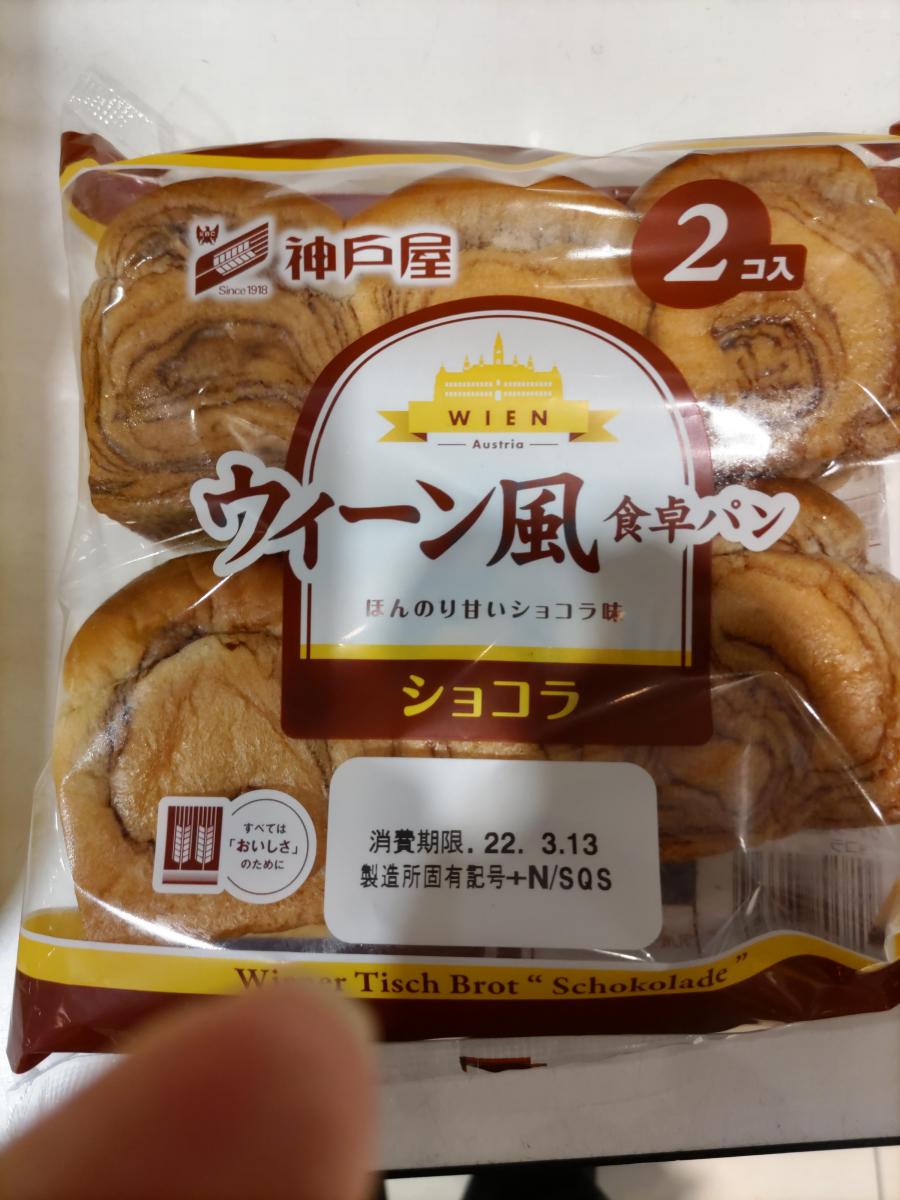 神戸屋
Since 1918
2コ入
WIEN
Austria
ウィーン風 食卓パン
ほんのり甘いショコラ味
ショコラ
すべては
「おいしさ」
のために
消費期限. 22. 3.13
製造所固有記号+N/SQS
Tisch Brot “ Schokolade ”